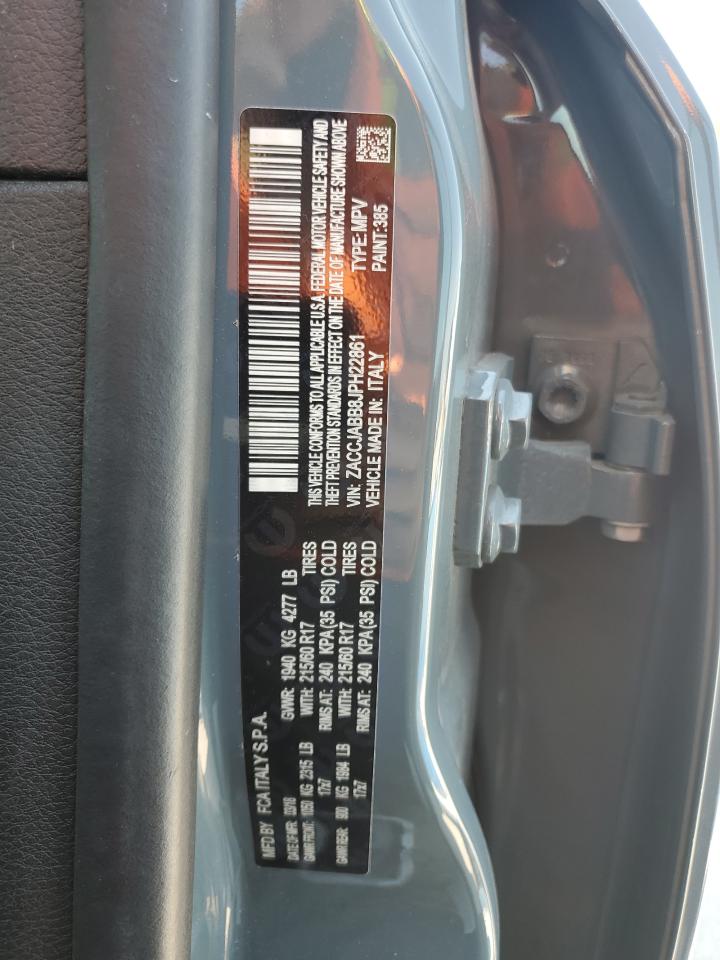 MFD BY FCA ITALY S.P.A.
DATE OF MFR: 03/18 GVWR: 1940 KG 4277 LB
GAWR FRONT: 1050 KG 2315 LB WITH: 215/60 R17 TIRES
17x7 RIMS AT: 240 KPA(35 PSI) COLD
GAWR REAR: 900 KG 1984 LB WITH: 215/60 R17 TIRES
17x7 RIMS AT: 240 KPA(35 PSI) COLD
THIS VEHICLE CONFORMS TO ALL APPLICABLE U.S.A. FEDERAL MOTOR VEHICLE SAFETY AND
THEFT PREVENTION STANDARDS IN EFFECT ON THE DATE OF MANUFACTURE SHOWN ABOVE
VIN: ZACCJABB8JPH22861 TYPE:MPV
VEHICLE MADE IN: ITALY PAINT:385